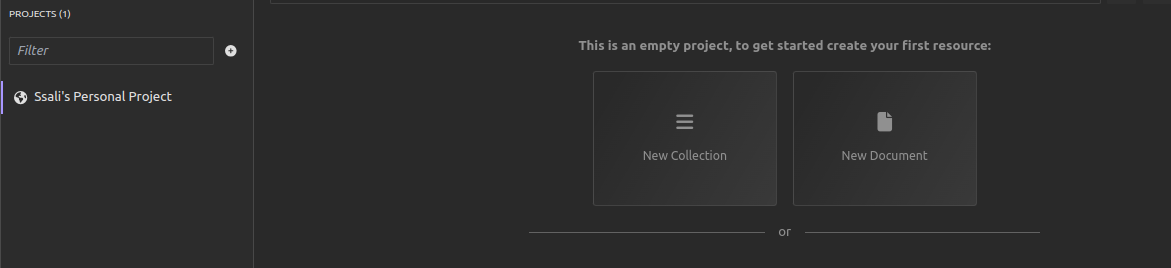 PROJECTS (1)
Filter
Ssali's Personal Project
This is an empty project, to get started create your first resource:
New Collection
New Document
or